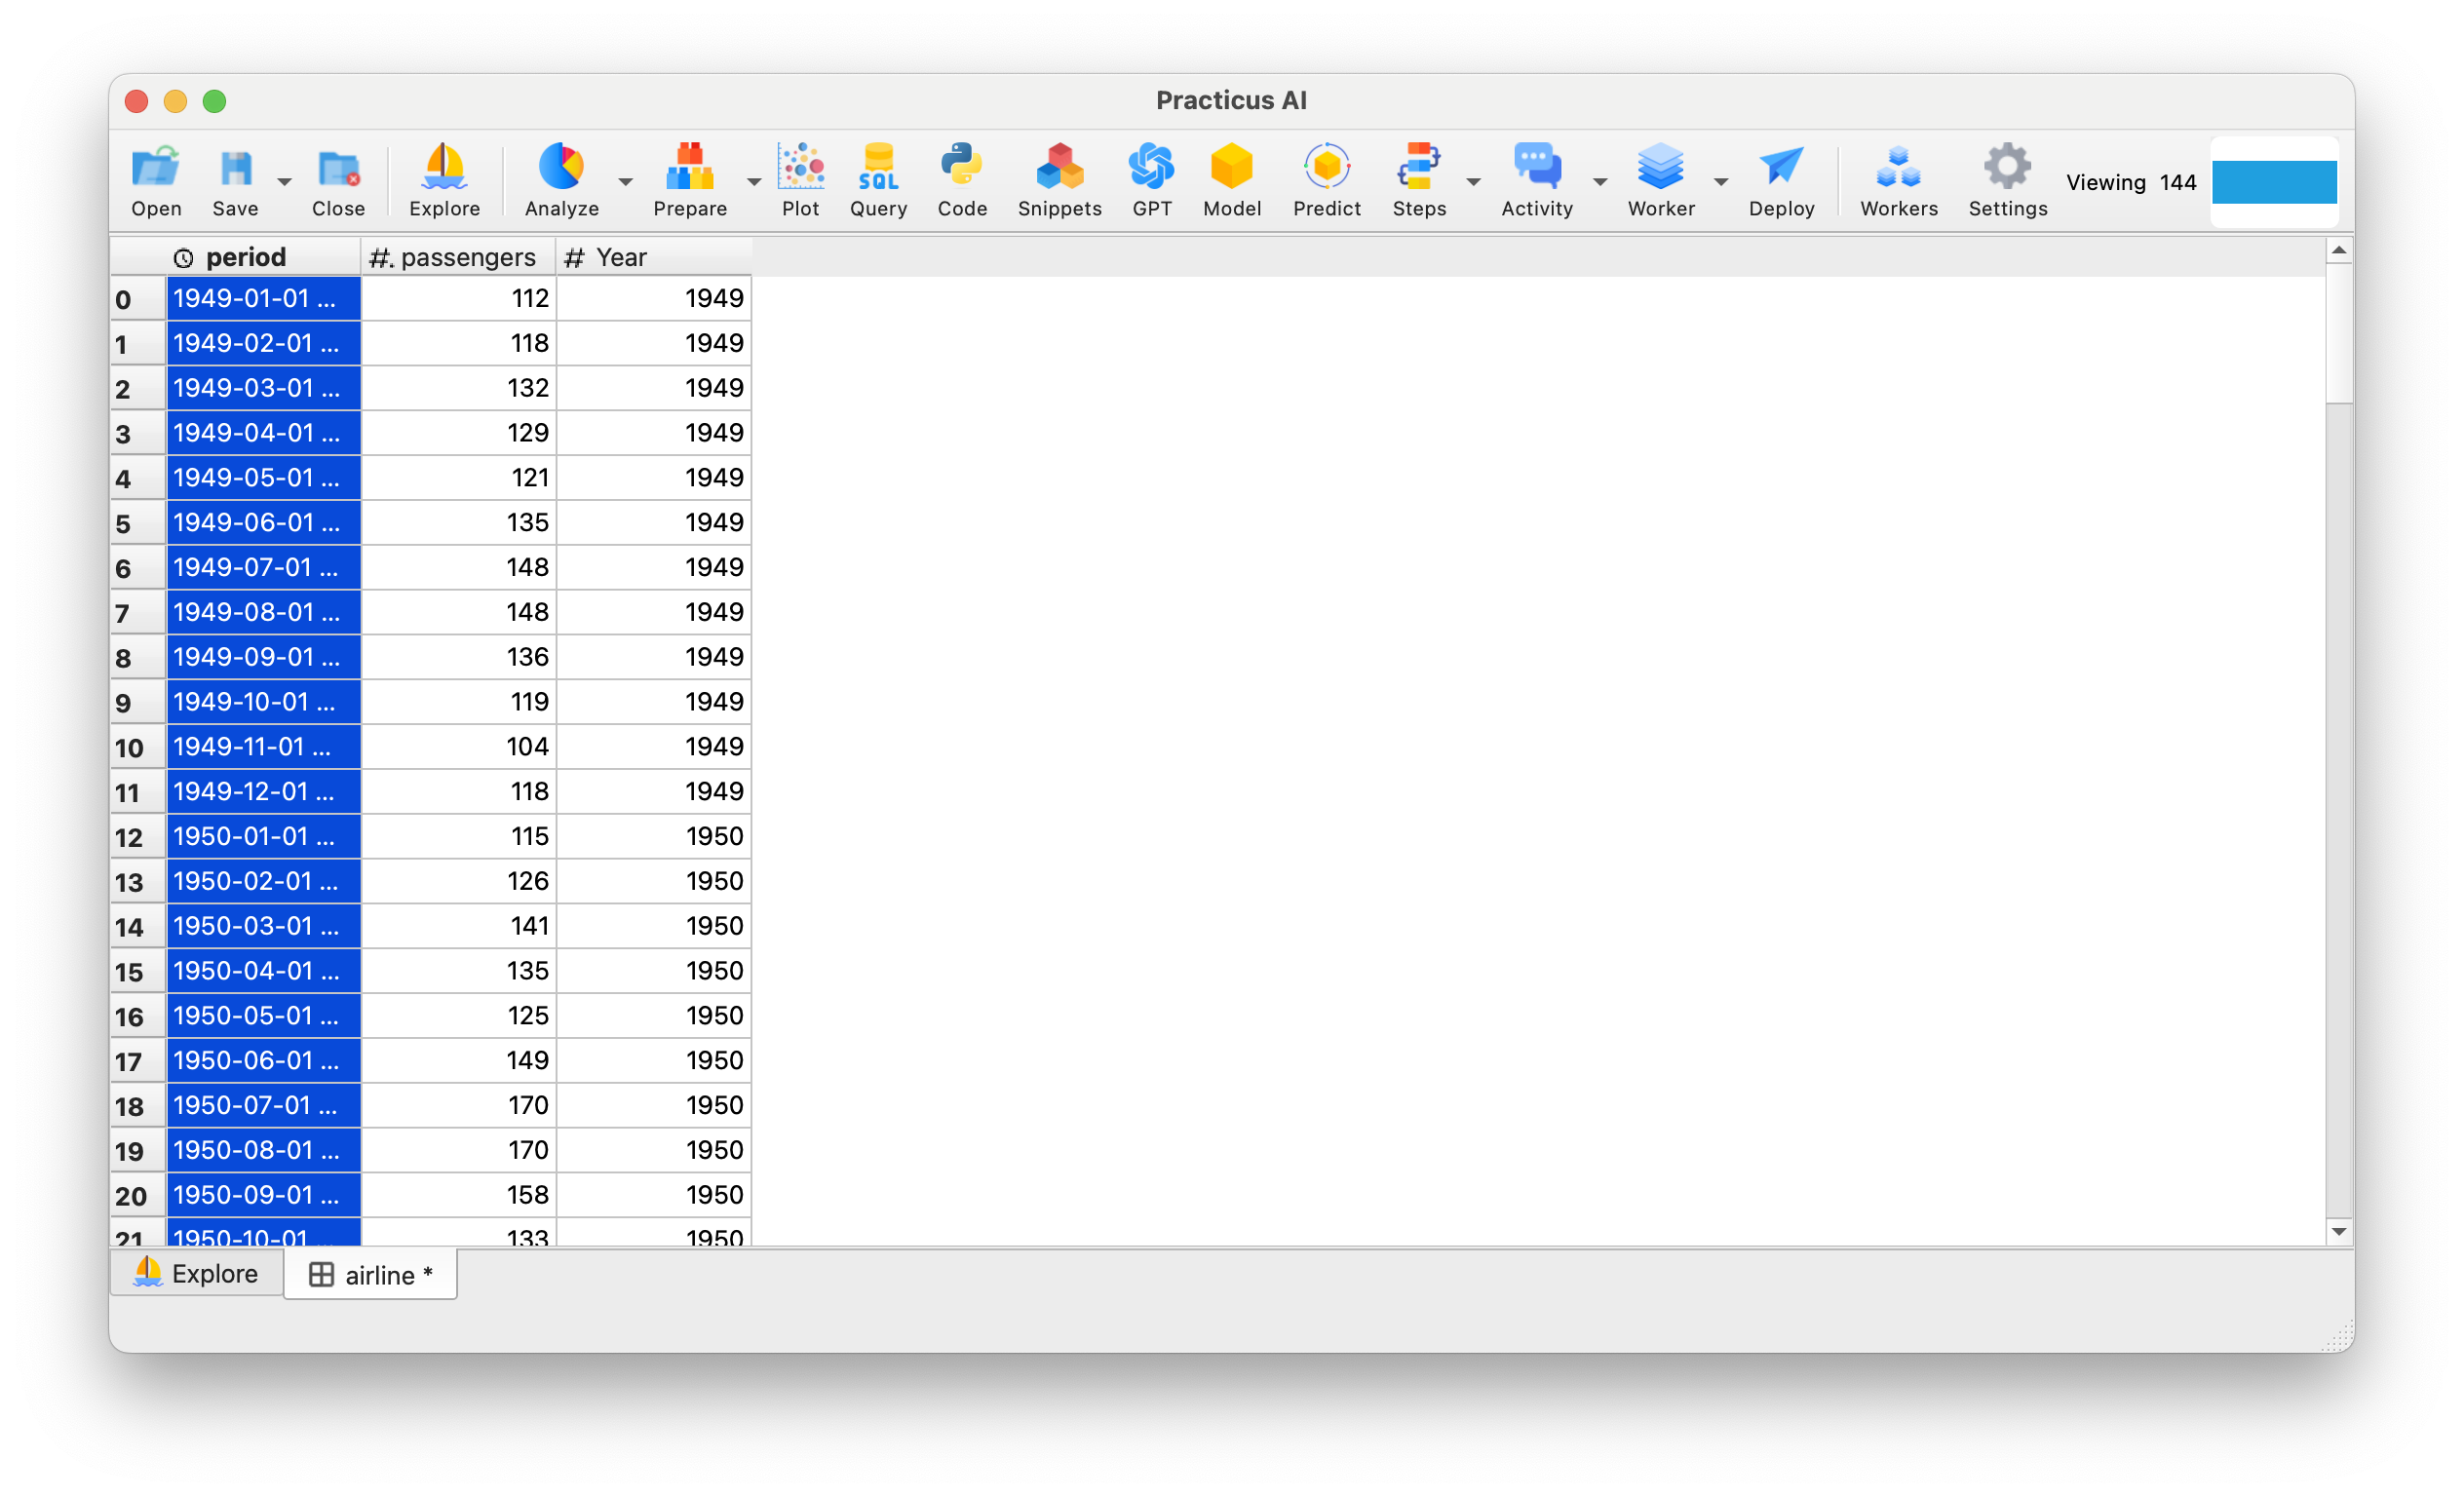 Practicus AI
Open Save Close Explore Analyze Prepare Plot SQL Query Code Snippets GPT Model Predict Steps Activity Worker Deploy Workers Settings Viewing 144
period #. passengers # Year
0 1949-01-01 ... 112 1949
1 1949-02-01 ... 118 1949
2 1949-03-01 ... 132 1949
3 1949-04-01 ... 129 1949
4 1949-05-01 ... 121 1949
5 1949-06-01 ... 135 1949
6 1949-07-01 ... 148 1949
7 1949-08-01 ... 148 1949
8 1949-09-01 ... 136 1949
9 1949-10-01 ... 119 1949
10 1949-11-01 ... 104 1949
11 1949-12-01 ... 118 1949
12 1950-01-01 ... 115 1950
13 1950-02-01 ... 126 1950
14 1950-03-01 ... 141 1950
15 1950-04-01 ... 135 1950
16 1950-05-01 ... 125 1950
17 1950-06-01 ... 149 1950
18 1950-07-01 ... 170 1950
19 1950-08-01 ... 170 1950
20 1950-09-01 ... 158 1950
21 1950-10-01 ... 133 1950
Explore airline *